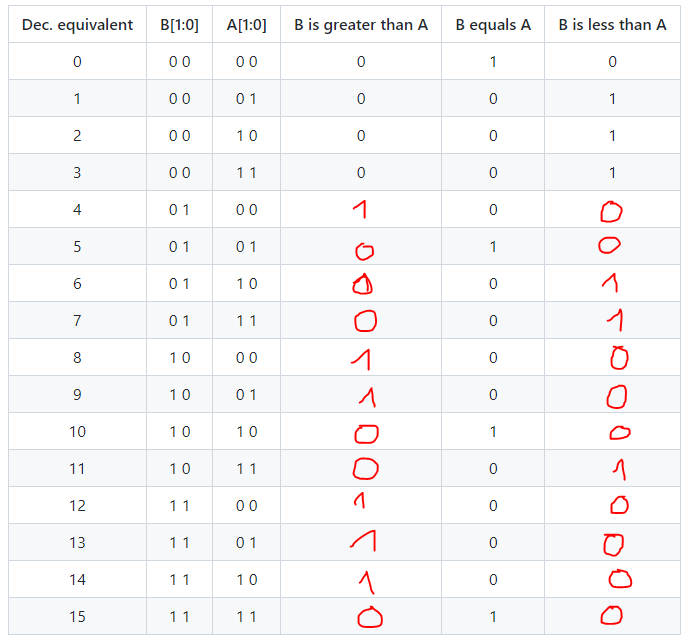 Dec. equivalent B[1:0] A[1:0] B is greater than A B equals A B is less than A
0 0 0 0 0 0 1 0
1 0 0 0 1 0 0 1
2 0 0 1 0 0 0 1
3 0 0 1 1 0 0 1
4 0 1 0 0 1 0 0
5 0 1 0 1 0 1 0
6 0 1 1 0 0 1
7 0 1 1 1 0 0 1
8 1 0 0 0 1 0 0
9 1 0 0 1 1 0 0
10 1 0 1 0 0 1 0
11 1 0 1 1 0 0 1
12 1 1 0 0 1 0 0
13 1 1 0 1 1 0 0
14 1 1 1 0 1 0 0
15 1 1 1 1 0 1 0